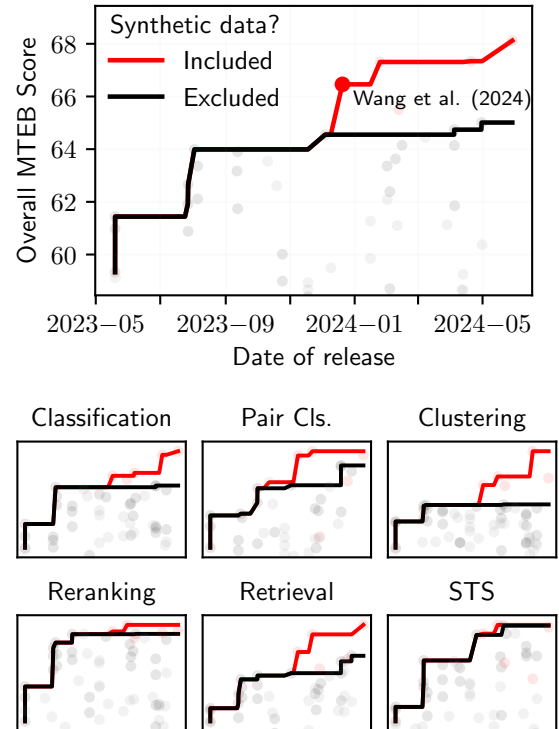 Synthetic data?
Included
Excluded
Wang et al. (2024)
Overall MTEB Score
68
66
64
62
60
2023−05
2023−09
2024−01
2024−05
Date of release
Classification
Pair Cls.
Clustering
Reranking
Retrieval
STS